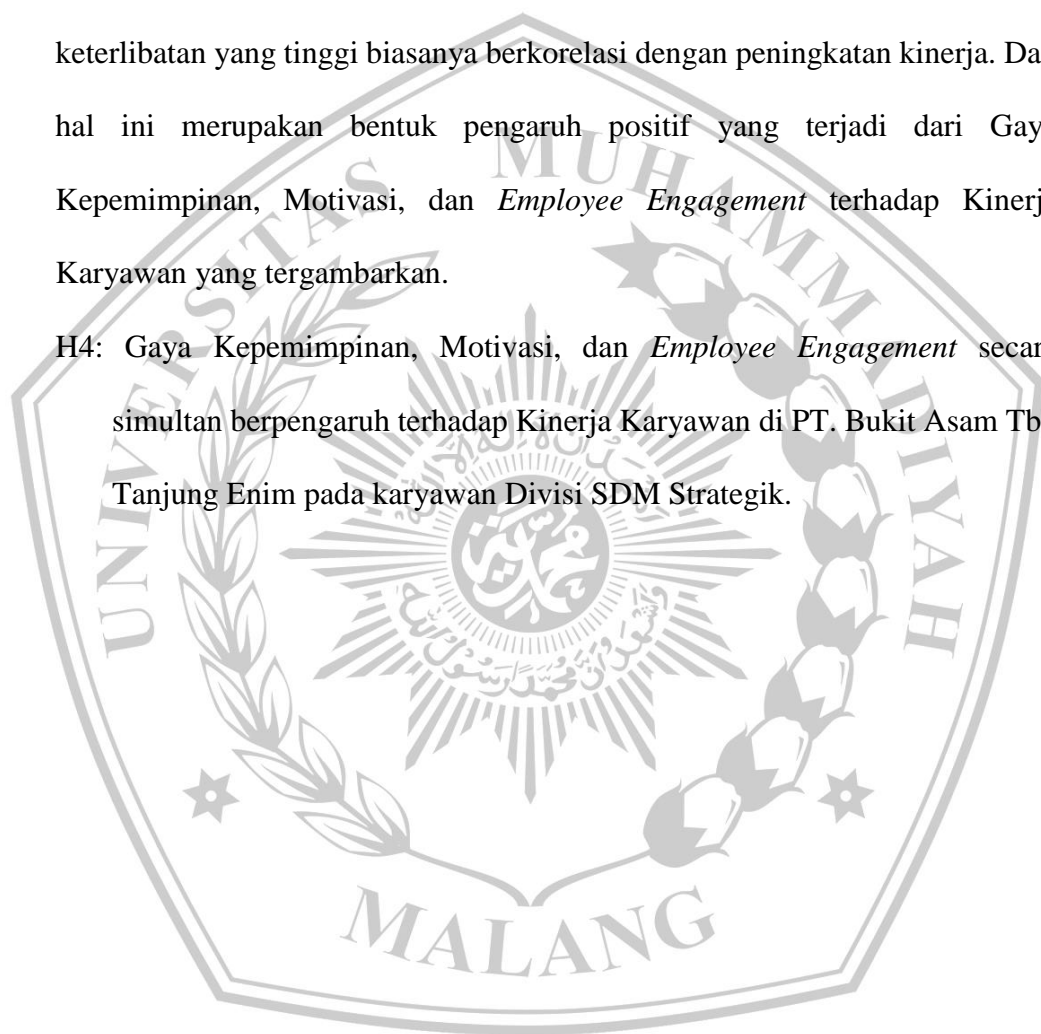 keterlibatan yang tinggi biasanya berkorelasi dengan peningkatan kinerja. Da
hal ini merupakan bentuk pengaruh positif yang terjadi dari Gay
Kepemimpinan, Motivasi, dan Employee Engagement terhadap Kinerj
Karyawan yang tergambarkan.
H4: Gaya Kepemimpinan, Motivasi, dan Employee Engagement secar
simultan berpengaruh terhadap Kinerja Karyawan di PT. Bukit Asam Tb
Tanjung Enim pada karyawan Divisi SDM Strategik.
UNIVERSITAS MUHAMMADIYAH
MALANG